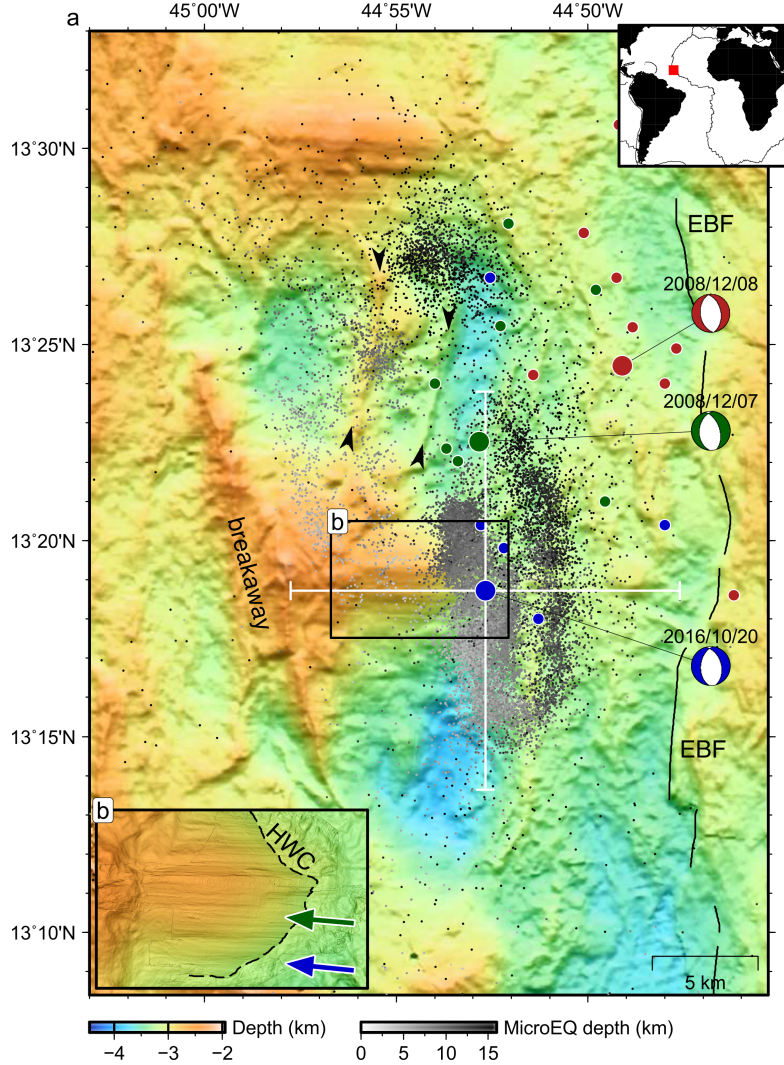 a
45°00'W
44°55'W
44°50'W
13°30'N
EBF
2008/12/08
13°25'N
2008/12/07
b
13°20'N
breakaway
2016/10/20
13°15'N
EBF
b
HWC
13°10'N
5 km
Depth (km)
MicroEQ depth (km)
−4
−3
−2
0
5
10
15